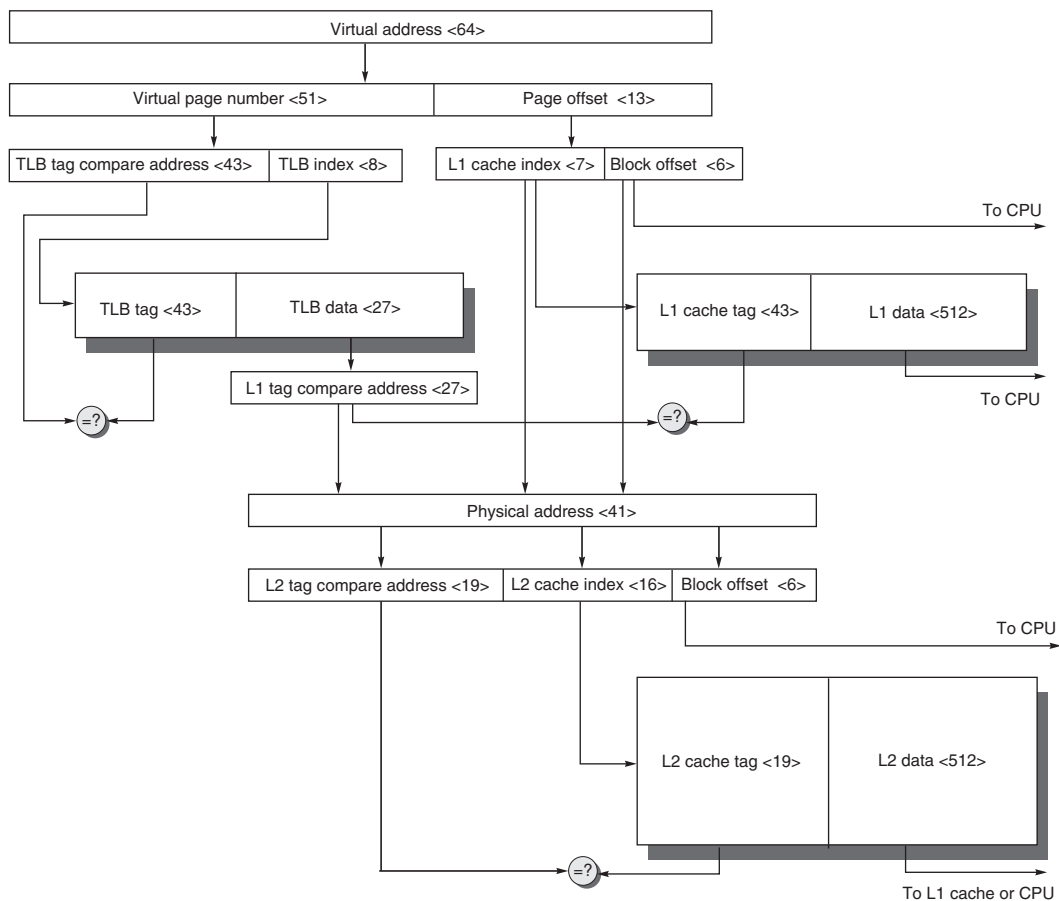 Virtual address <64>
Virtual page number <51>
Page offset <13>
TLB tag compare address <43>
TLB index <8>
L1 cache index <7>
Block offset <6>
To CPU
TLB tag <43>
TLB data <27>
L1 cache tag <43>
L1 data <512>
L1 tag compare address <27>
To CPU
=?
=?
Physical address <41>
L2 tag compare address <19>
L2 cache index <16>
Block offset <6>
To CPU
L2 cache tag <19>
L2 data <512>
=?
To L1 cache or CPU